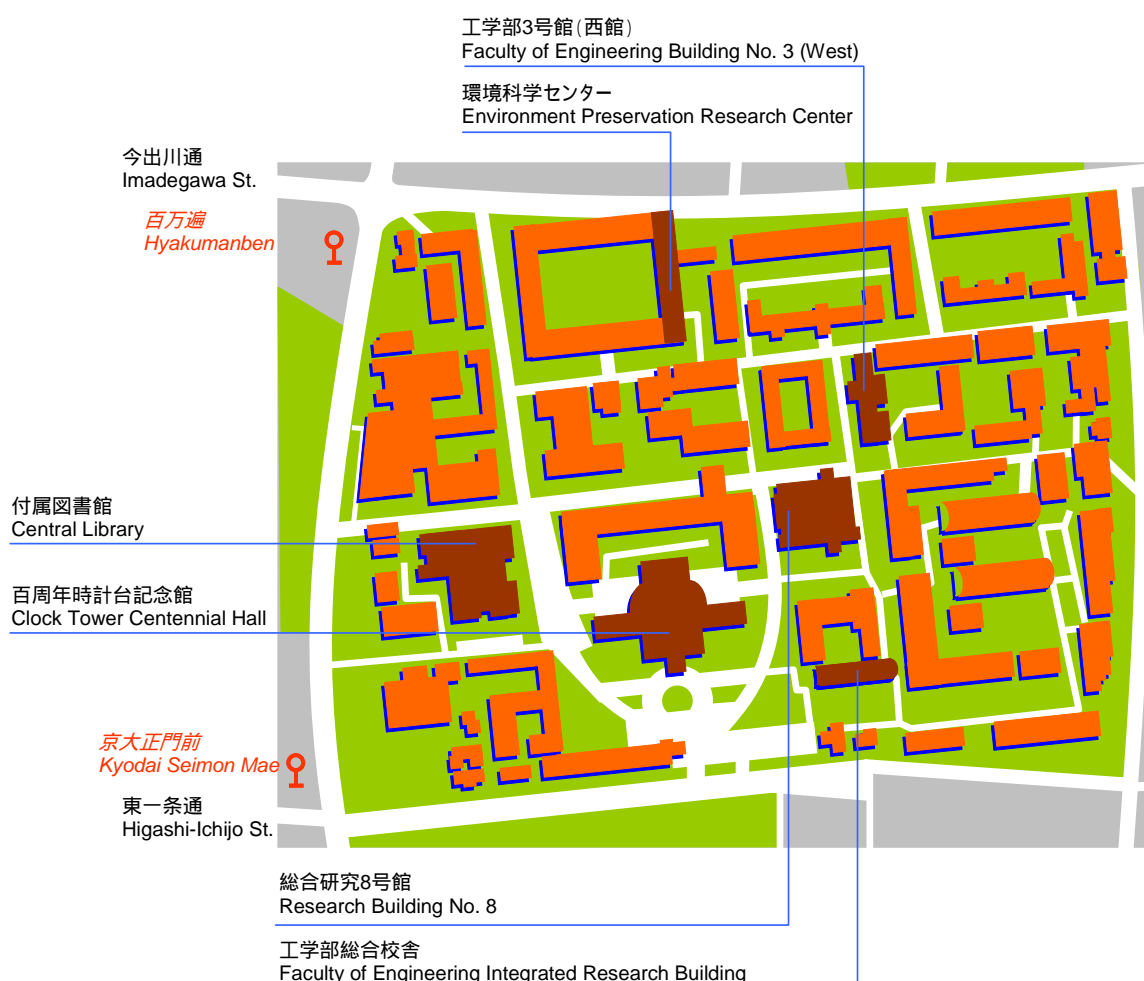 工学部3号館(西館)
Faculty of Engineering Building No. 3 (West)
環境科学センター
Environment Preservation Research Center
今出川通
Imadegawa St.
百万遍
Hyakumanben
付属図書館
Central Library
百周年時計台記念館
Clock Tower Centennial Hall
京大正門前
Kyodai Seimon Mae
東一条通
Higashi-Ichijo St.
総合研究8号館
Research Building No. 8
工学部総合校舎
Faculty of Engineering Integrated Research Building